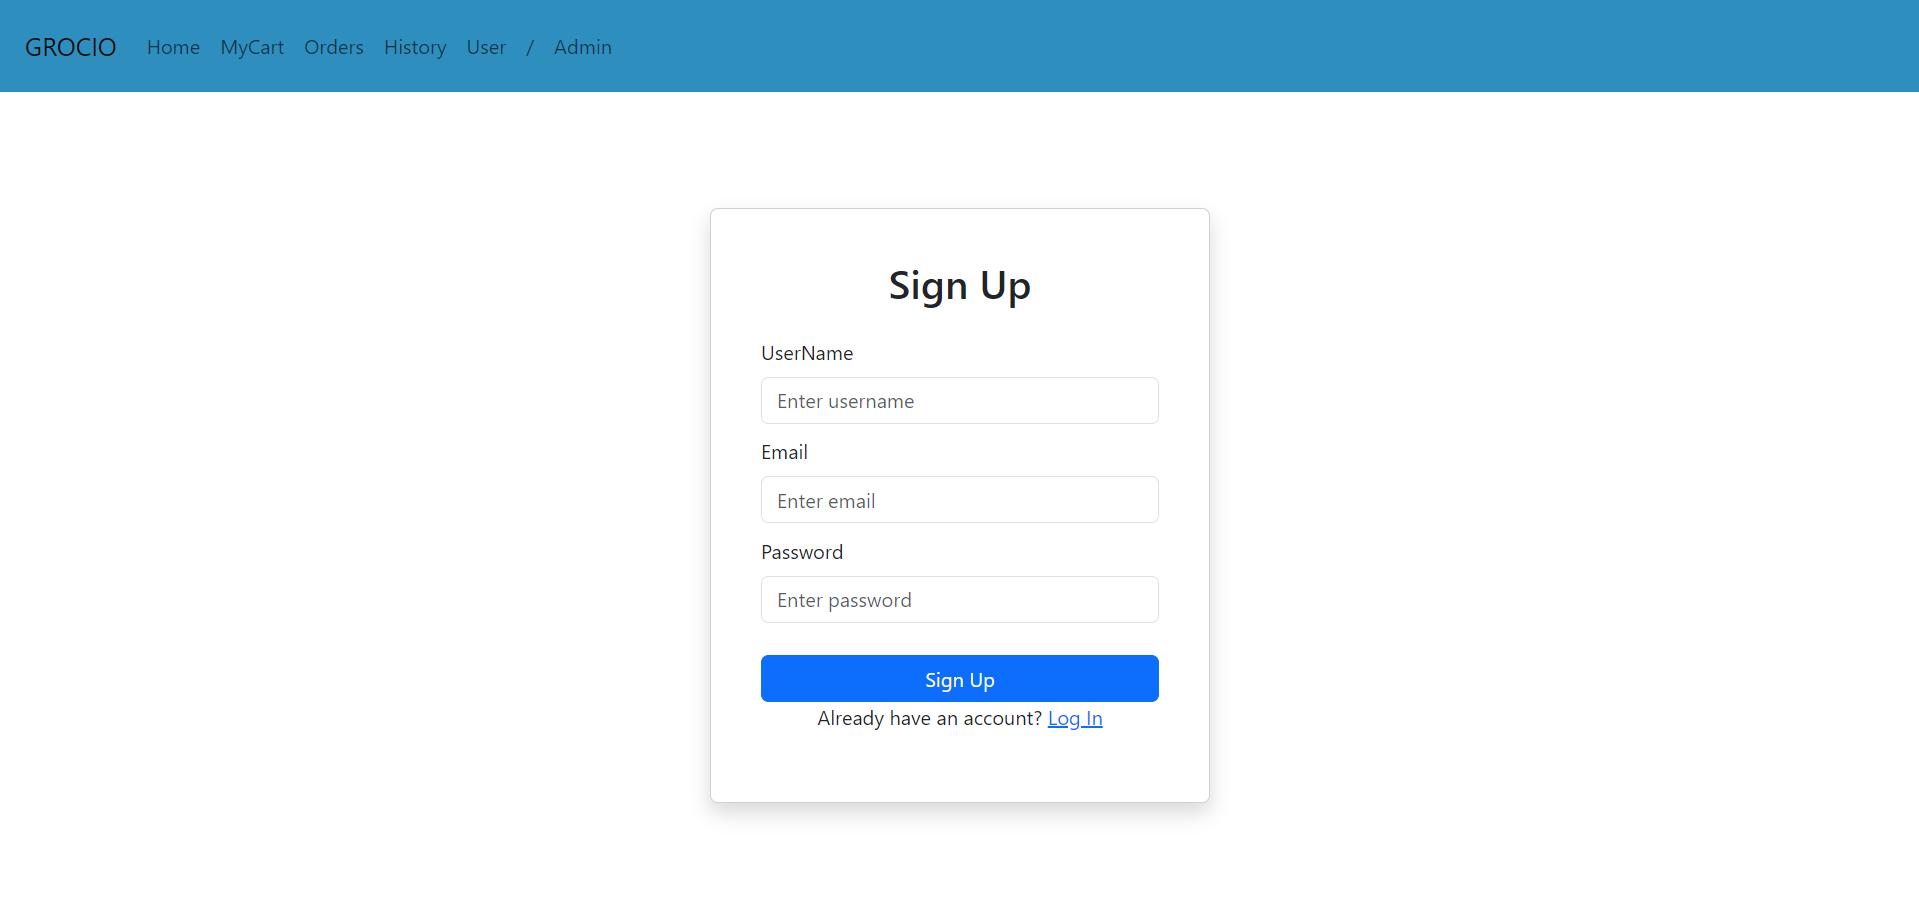 GROCIO Home MyCart Orders History User / Admin
Sign Up
UserName
Enter username
Email
Enter email
Password
Enter password
Sign Up
Already have an account? Log In